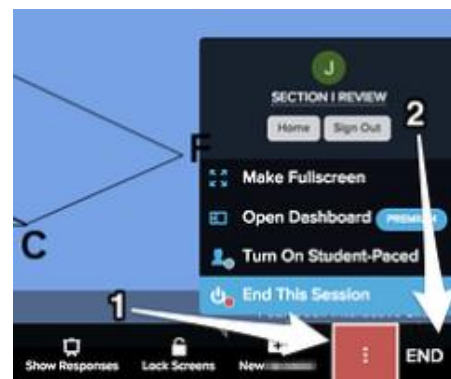 J
SECTION I REVIEW
2
Home Sign Out
F
Make Fullscreen
Open Dashboard PREMIUM
Turn On Student-Paced
C
End This Session
1
Show Responses Lock Screens New END